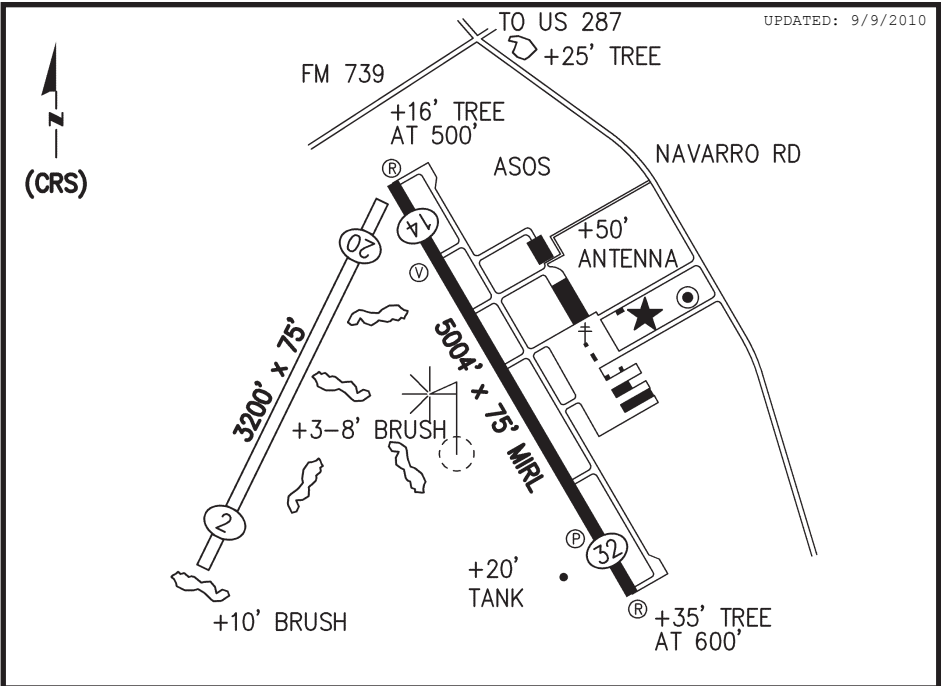 UPDATED: 9/9/2010
TO US 287
+25' TREE
FM 739
+16' TREE
AT 500'
N
(CRS)
ASOS
NAVARRO RD
R
14
20
V
+50'
ANTENNA
3200' x 75'
5004' x 75' MIRL
+3-8' BRUSH
2
P
32
+20'
TANK
+10' BRUSH
R
+35' TREE
AT 600'